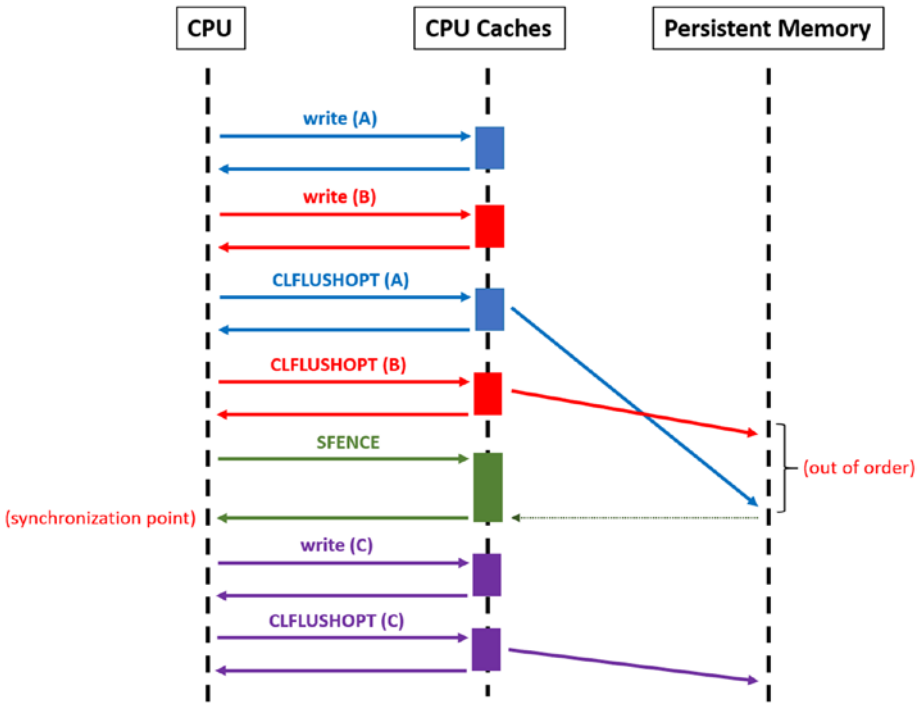 CPU
CPU Caches
Persistent Memory
write (A)
write (B)
CLFLUSHOPT (A)
CLFLUSHOPT (B)
SFENCE
(out of order)
(synchronization point)
write (C)
CLFLUSHOPT (C)